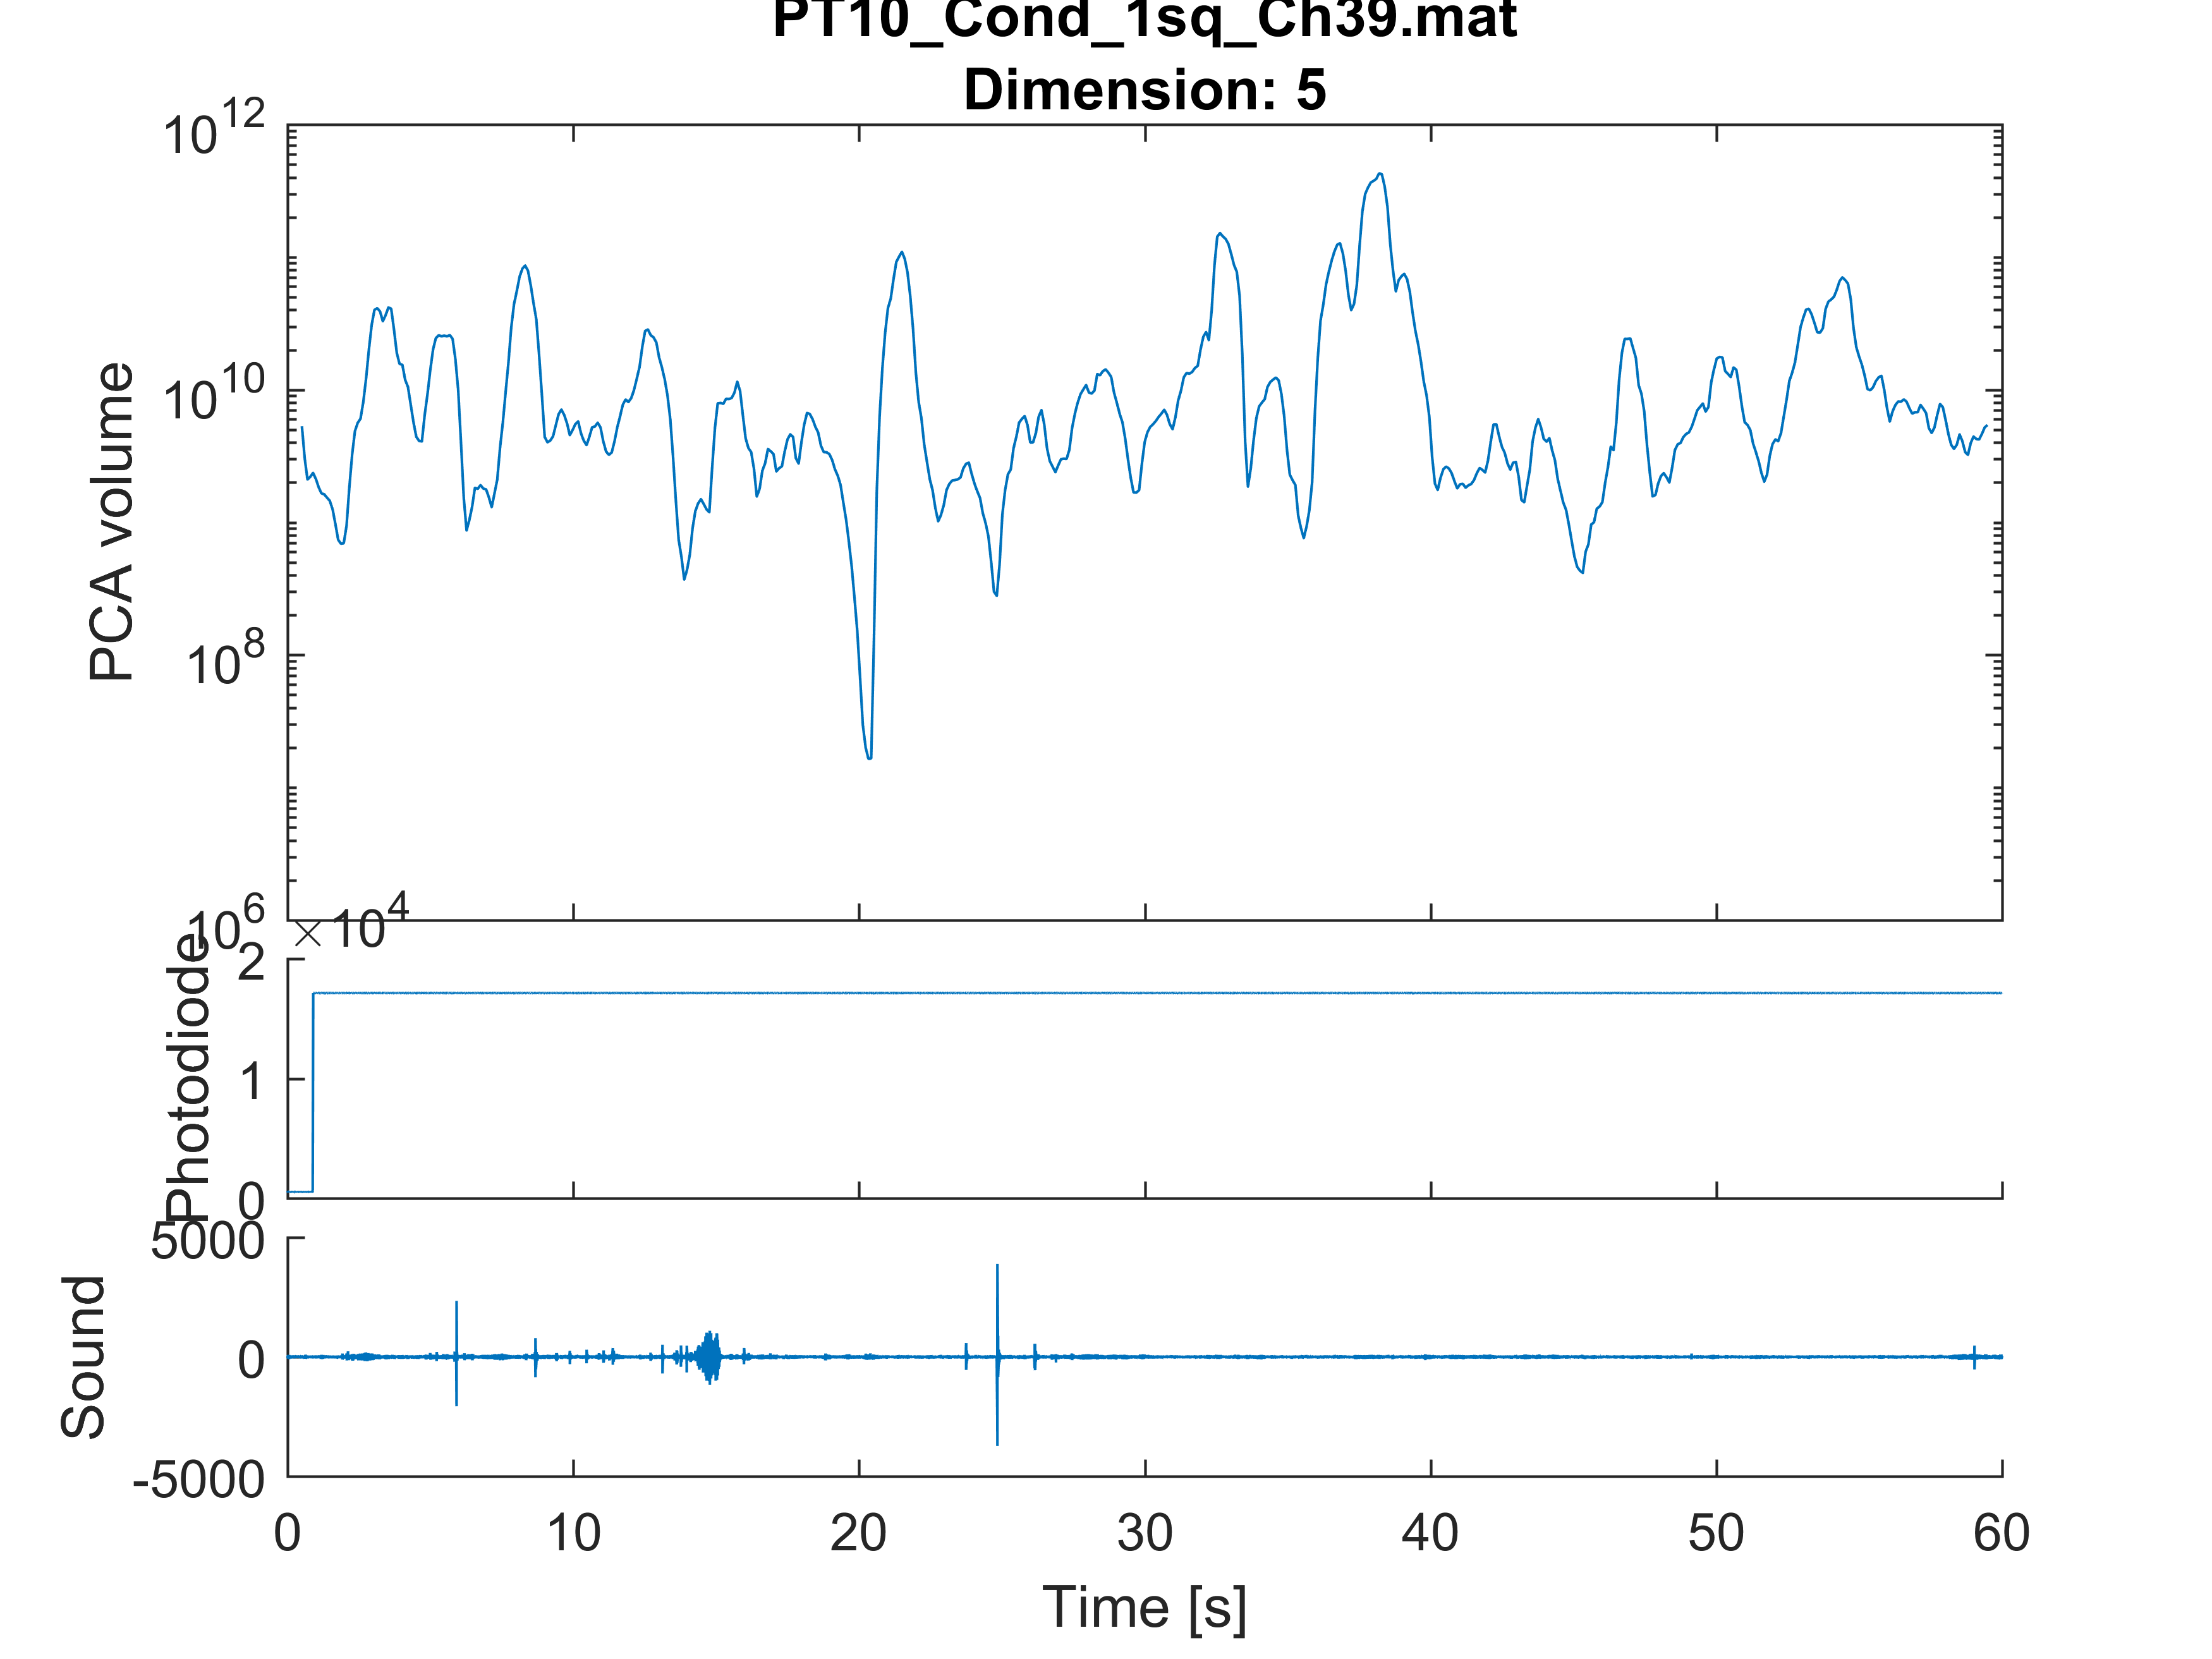 PT10_Cond_1sq_Ch39.mat
Dimension: 5
10^12
10^10
10^8
10^6
PCA volume
× 10^4
2
1
0
Photodiode
5000
0
-5000
Sound
0 10 20 30 40 50 60
Time [s]